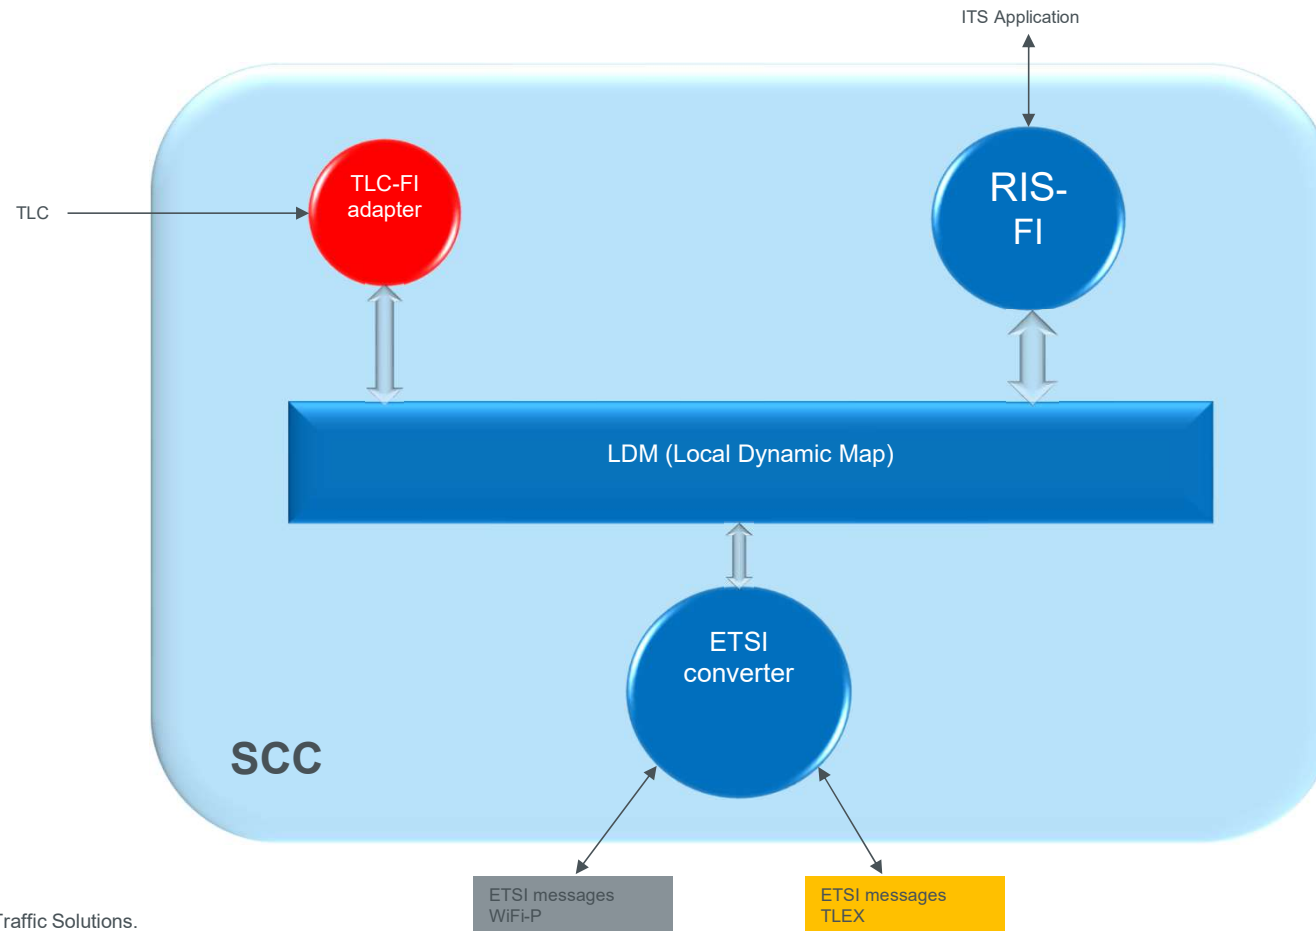 ITS Application
TLC-FI
adapter
RIS-
FI
TLC
LDM (Local Dynamic Map)
ETSI
converter
SCC
ETSI messages
WiFi-P
ETSI messages
TLEX
Traffic Solutions.